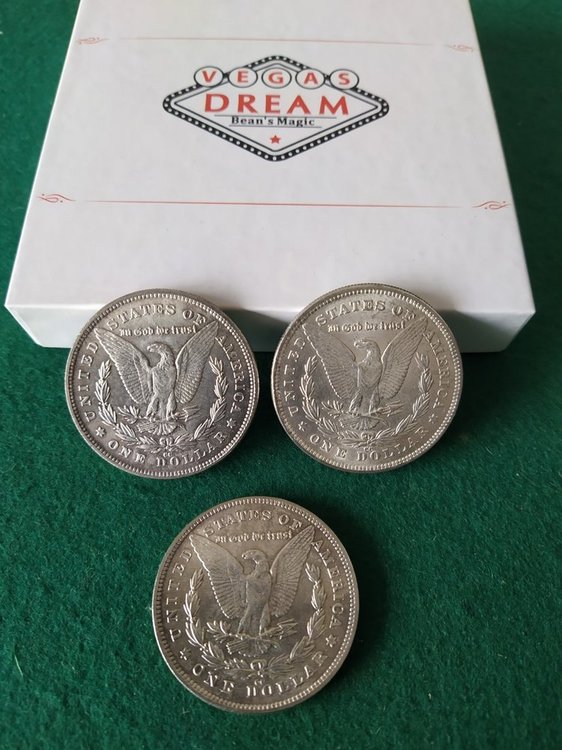 VEGAS
DREAM
Bean's Magic
UNITED STATES OF AMERICA
In God we trust
ONE DOLLAR
UNITED STATES OF AMERICA
In God we trust
ONE DOLLAR
UNITED STATES OF AMERICA
In God we trust
ONE DOLLAR